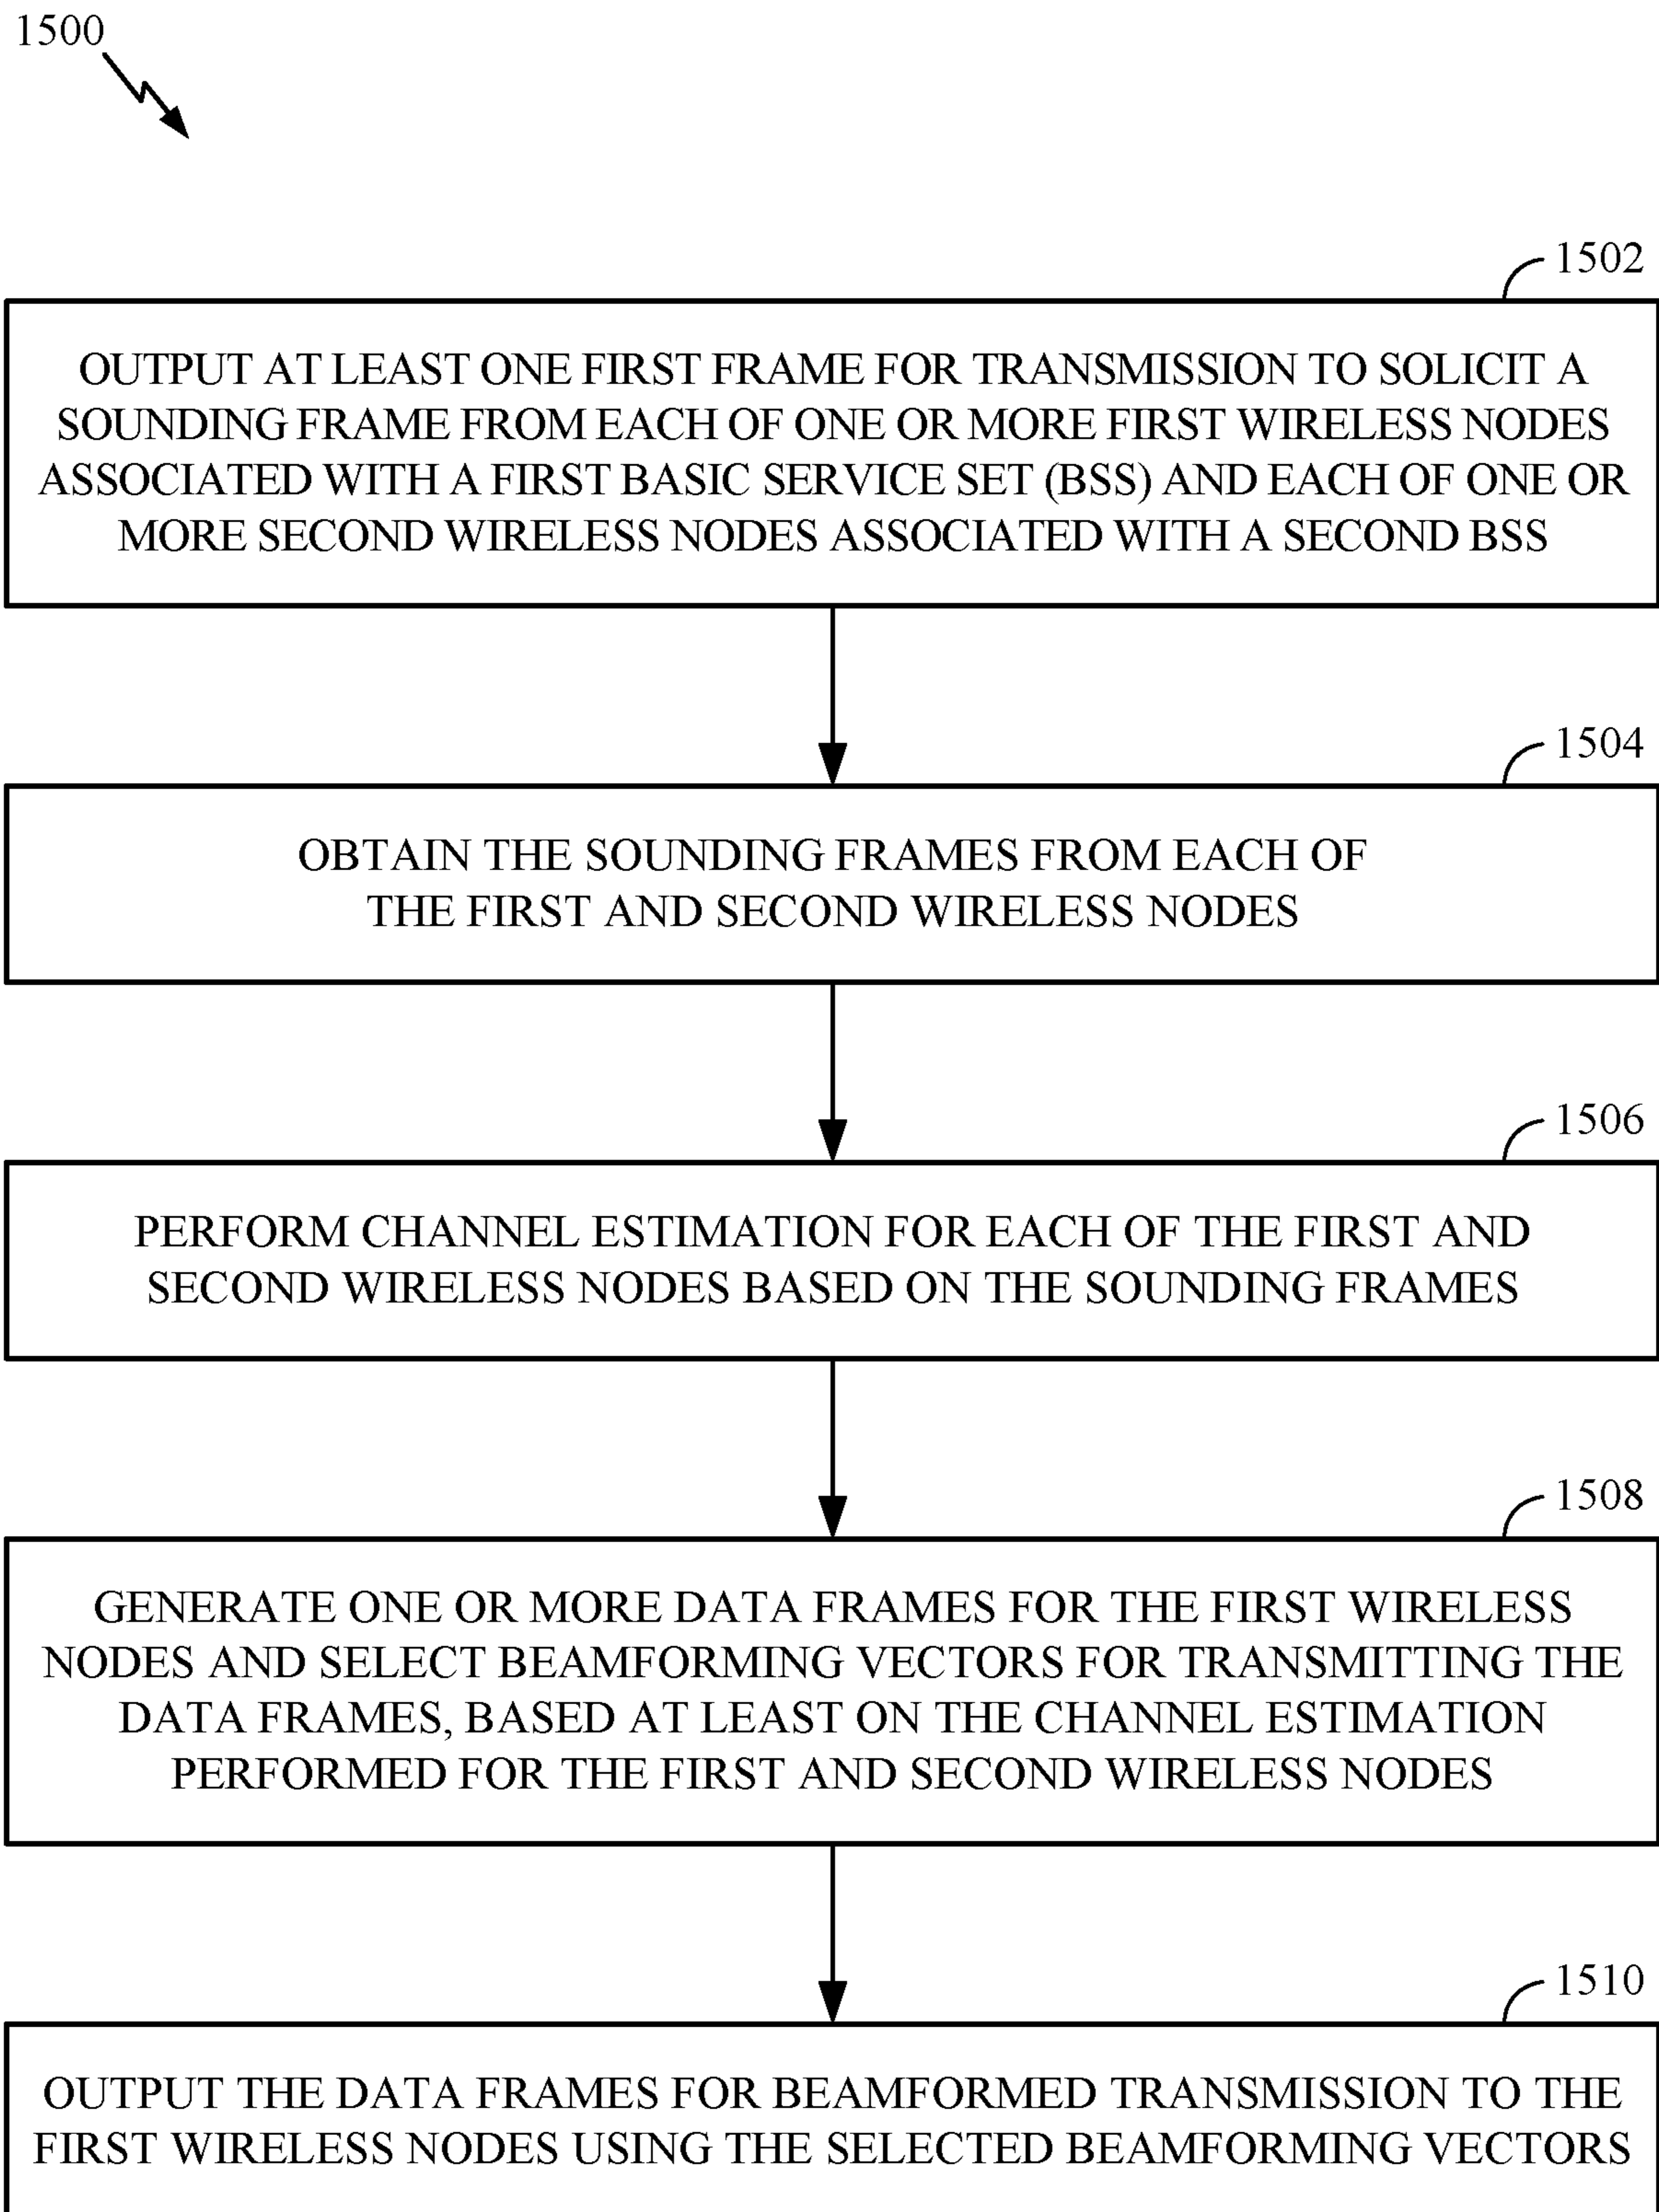 1500
1502
OUTPUT AT LEAST ONE FIRST FRAME FOR TRANSMISSION TO SOLICIT A
SOUNDING FRAME FROM EACH OF ONE OR MORE FIRST WIRELESS NODES
ASSOCIATED WITH A FIRST BASIC SERVICE SET (BSS) AND EACH OF ONE OR
MORE SECOND WIRELESS NODES ASSOCIATED WITH A SECOND BSS
1504
OBTAIN THE SOUNDING FRAMES FROM EACH OF
THE FIRST AND SECOND WIRELESS NODES
1506
PERFORM CHANNEL ESTIMATION FOR EACH OF THE FIRST AND
SECOND WIRELESS NODES BASED ON THE SOUNDING FRAMES
1508
GENERATE ONE OR MORE DATA FRAMES FOR THE FIRST WIRELESS
NODES AND SELECT BEAMFORMING VECTORS FOR TRANSMITTING THE
DATA FRAMES, BASED AT LEAST ON THE CHANNEL ESTIMATION
PERFORMED FOR THE FIRST AND SECOND WIRELESS NODES
1510
OUTPUT THE DATA FRAMES FOR BEAMFORMED TRANSMISSION TO THE
FIRST WIRELESS NODES USING THE SELECTED BEAMFORMING VECTORS